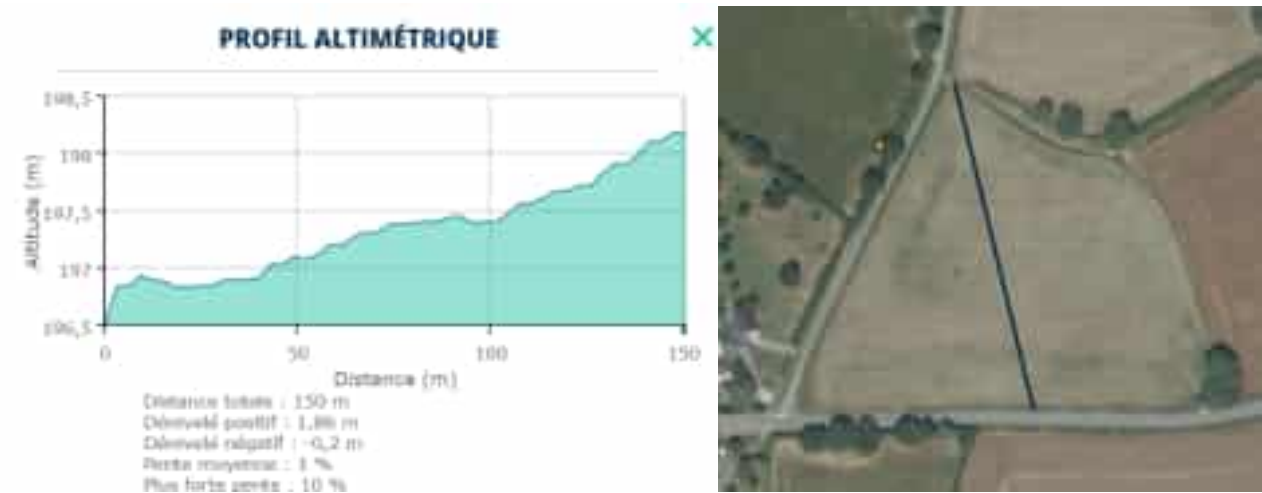 PROFIL ALTIMÉTRIQUE
×
198,5
198
197,5
197
196,5
Altitude (m)
0 50 100 150
Distance (m)
Distance totale : 150 m
Dénivelé positif : 1,86 m
Dénivelé négatif : -0,2 m
Pente moyenne : 1 %
Plus forte pente : 10 %